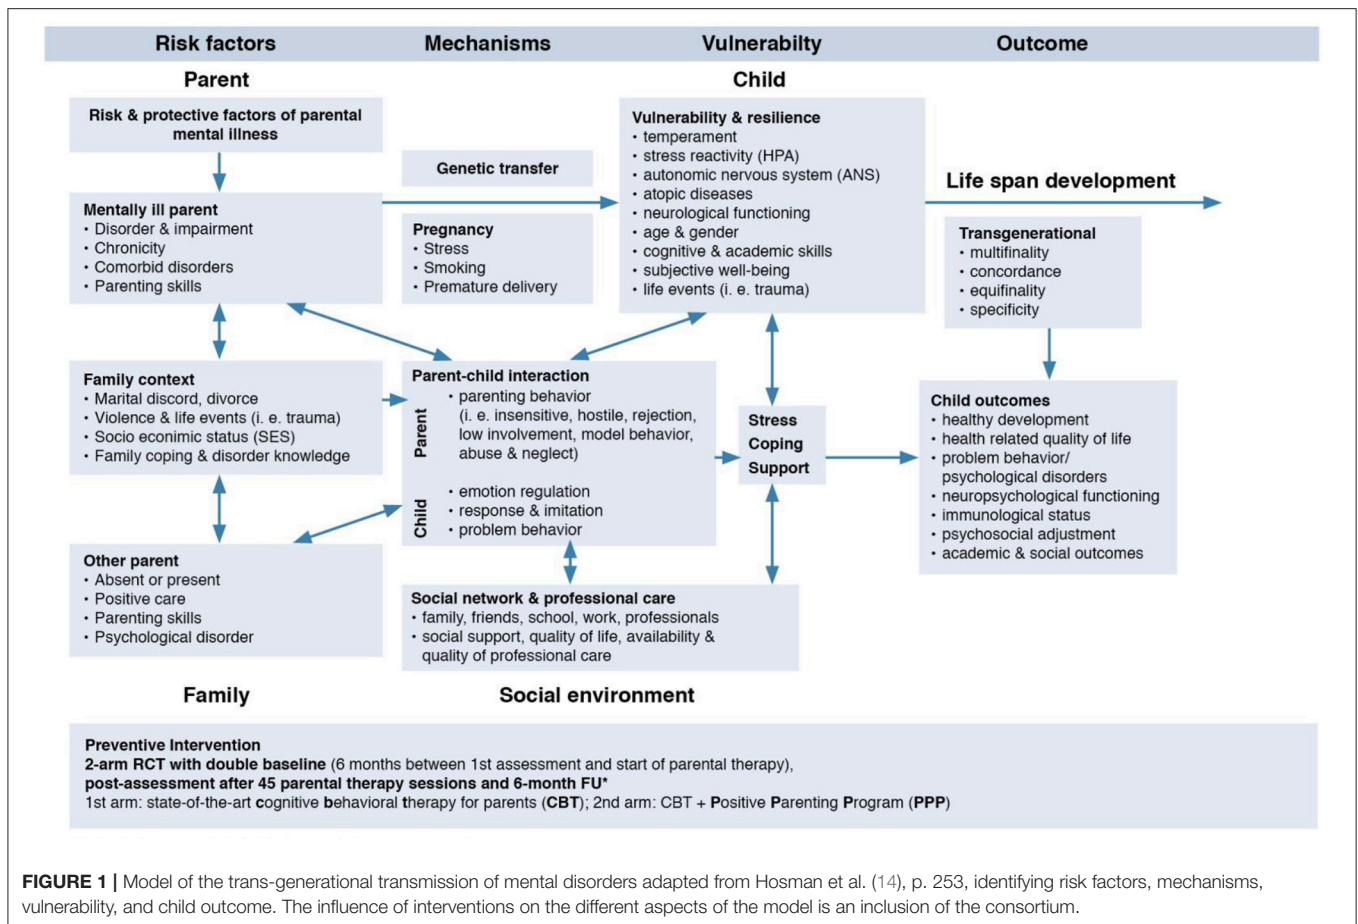 Risk factors
Mechanisms
Vulnerabilty
Outcome
Parent
Child
Risk & protective factors of parental
mental illness
Mentally ill parent
• Disorder & impairment
• Chronicity
• Comorbid disorders
• Parenting skills
Family context
• Marital discord, divorce
• Violence & life events (i. e. trauma)
• Socio econimic status (SES)
• Family coping & disorder knowledge
Other parent
• Absent or present
• Positive care
• Parenting skills
• Psychological disorder
Family
Genetic transfer
Pregnancy
• Stress
• Smoking
• Premature delivery
Parent-child interaction
Parent
• parenting behavior
(i. e. insensitive, hostile, rejection,
low involvement, model behavior,
abuse & neglect)
Child
• emotion regulation
• response & imitation
• problem behavior
Social network & professional care
• family, friends, school, work, professionals
• social support, quality of life, availability &
quality of professional care
Social environment
Vulnerability & resilience
• temperament
• stress reactivity (HPA)
• autonomic nervous system (ANS)
• atopic diseases
• neurological functioning
• age & gender
• cognitive & academic skills
• subjective well-being
• life events (i. e. trauma)
Stress
Coping
Support
Life span development
Transgenerational
• multifinality
• concordance
• equifinality
• specificity
Child outcomes
• healthy development
• health related quality of life
• problem behavior/
psychological disorders
• neuropsychological functioning
• immunological status
• psychosocial adjustment
• academic & social outcomes
Preventive Intervention
2-arm RCT with double baseline (6 months between 1st assessment and start of parental therapy),
post-assessment after 45 parental therapy sessions and 6-month FU*
1st arm: state-of-the-art cognitive behavioral therapy for parents (CBT); 2nd arm: CBT + Positive Parenting Program (PPP)
FIGURE 1 | Model of the trans-generational transmission of mental disorders adapted from Hosman et al. (14), p. 253, identifying risk factors, mechanisms,
vulnerability, and child outcome. The influence of interventions on the different aspects of the model is an inclusion of the consortium.